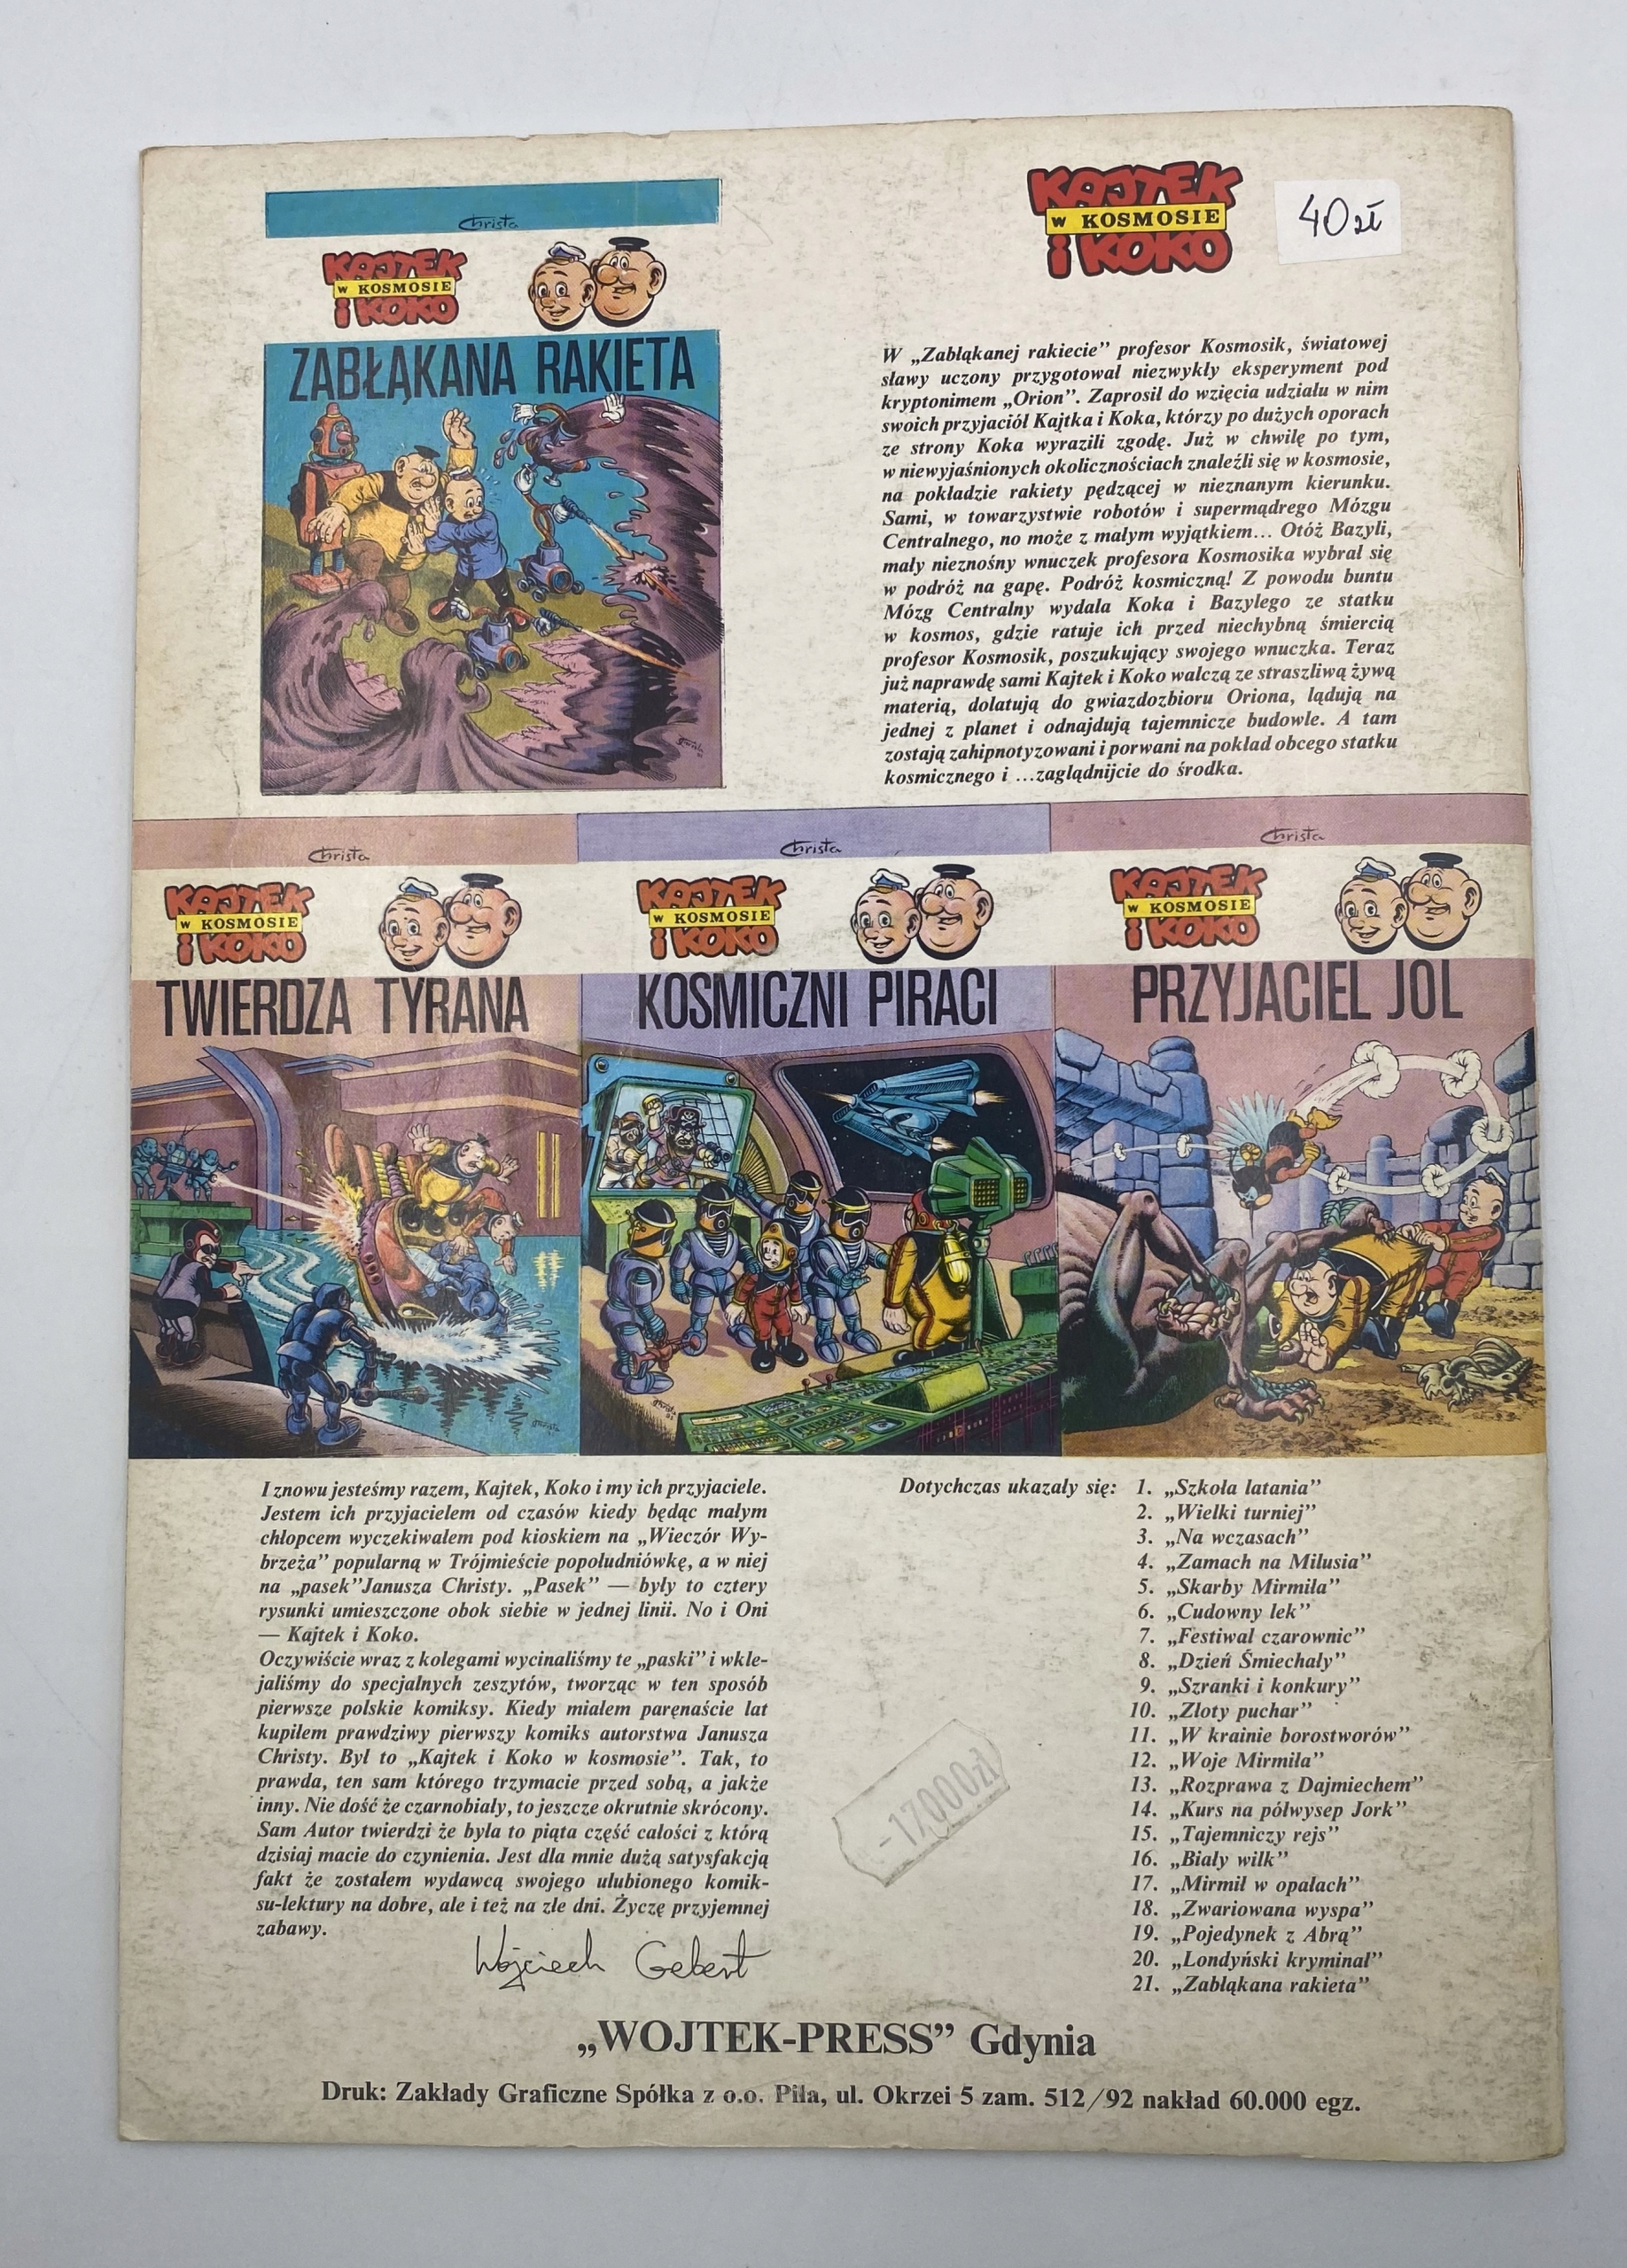 Christa
KAJTEK
W KOSMOSIE
I KOKO
ZABŁĄKANA RAKIETA
KAJTEK
W KOSMOSIE
I KOKO
40 zł
W „Zabłąkanej rakiecie” profesor Kosmosik, światowej
sławy uczony przygotował niezwykły eksperyment pod
kryptonimem „Orion”. Zaprosił do wzięcia udziału w nim
swoich przyjaciół Kajtka i Koka, którzy po dużych oporach
ze strony Koka wyrazili zgodę. Już w chwilę po tym,
w niewyjaśnionych okolicznościach znaleźli się w kosmosie,
na pokładzie rakiety pędzącej w nieznanym kierunku.
Sami, w towarzystwie robotów i supermądrego Mózgu
Centralnego, no może z małym wyjątkiem... Otóż Bazyli,
mały nieznośny wnuczek profesora Kosmosika wybrał się
w podróż na gapę. Podróż kosmiczną! Z powodu buntu
Mózg Centralny wydala Koka i Bazylego ze statku
w kosmos, gdzie ratuje ich przed niechybną śmiercią
profesor Kosmosik, poszukujący swojego wnuczka. Teraz
już naprawdę sami Kajtek i Koko walczą ze straszliwą żywą
materią, dolatują do gwiazdozbioru Oriona, lądują na
jednej z planet i odnajdują tajemnicze budowle. A tam
zostają zahipnotyzowani i porwani na pokład obcego statku
kosmicznego i ...zaglądnijcie do środka.
Christa
KAJTEK
W KOSMOSIE
I KOKO
TWIERDZA TYRANA
Christa
KAJTEK
W KOSMOSIE
I KOKO
KOSMICZNI PIRACI
Christa
KAJTEK
W KOSMOSIE
I KOKO
PRZYJACIEL JOL
I znowu jesteśmy razem, Kajtek, Koko i my ich przyjaciele.
Jestem ich przyjacielem od czasów kiedy będąc małym
chłopcem wyczekiwałem pod kioskiem na „Wieczór Wy-
brzeża” popularną w Trójmieście popołudniówkę, a w niej
na „pasek”Janusza Christy. „Pasek” — były to cztery
rysunki umieszczone obok siebie w jednej linii. No i Oni
— Kajtek i Koko.
Oczywiście wraz z kolegami wycinaliśmy te „paski” i wkle-
jaliśmy do specjalnych zeszytów, tworząc w ten sposób
pierwsze polskie komiksy. Kiedy miałem paręnaście lat
kupiłem prawdziwy pierwszy komiks autorstwa Janusza
Christy. Był to „Kajtek i Koko w kosmosie”. Tak, to
prawda, ten sam którego trzymacie przed sobą, a jakże
inny. Nie dość że czarnobiały, to jeszcze okrutnie skrócony.
Sam Autor twierdzi że była to piąta część całości z którą
dzisiaj macie do czynienia. Jest dla mnie dużą satysfakcją
fakt że zostałem wydawcą swojego ulubionego komik-
su-lektury na dobre, ale i też na złe dni. Życzę przyjemnej
zabawy.
Wojciech Gebert
Dotychczas ukazały się: 1. „Szkoła latania”
2. „Wielki turniej”
3. „Na wczasach”
4. „Zamach na Milusia”
5. „Skarby Mirmiła”
6. „Cudowny lek”
7. „Festiwal czarownic”
8. „Dzień Śmiechały”
9. „Szranki i konkury”
10. „Złoty puchar”
11. „W krainie borostworów”
12. „Woje Mirmiła”
13. „Rozprawa z Dajmiechem”
14. „Kurs na półwysep Jork”
15. „Tajemniczy rejs”
16. „Biały wilk”
17. „Mirmił w opałach”
18. „Zwariowana wyspa”
19. „Pojedynek z Abrą”
20. „Londyński kryminał”
21. „Zabłąkana rakieta”
-17000zł
„WOJTEK-PRESS” Gdynia
Druk: Zakłady Graficzne Spółka z o.o. Piła, ul. Okrzei 5 zam. 512/92 nakład 60.000 egz.